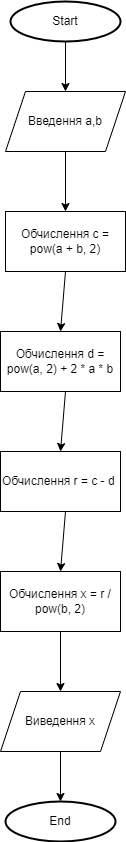 Start
Введення a,b
Обчислення c =
pow(a + b, 2)
Обчислення d =
pow(a, 2) + 2 * a * b
Обчислення r = c - d
Обчислення x = r /
pow(b, 2)
Виведення x
End